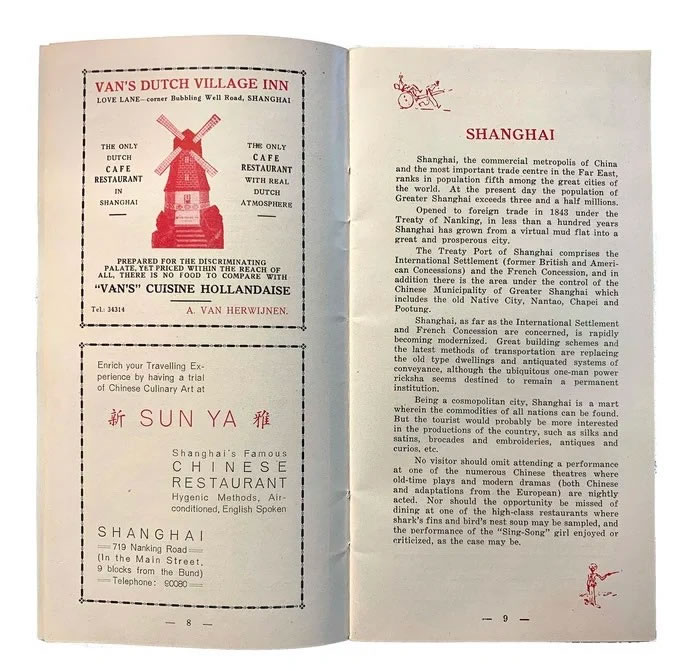 VAN'S DUTCH VILLAGE INN
LOVE LANE—corner Bubbling Well Road, SHANGHAI
THE ONLY
DUTCH
CAFE
RESTAURANT
IN
SHANGHAI
THE ONLY
CAFE
RESTAURANT
WITH REAL
DUTCH
ATMOSPHERE
PREPARED FOR THE DISCRIMINATING
PALATE, YET PRICED WITHIN THE REACH OF
ALL, THERE IS NO FOOD TO COMPARE WITH
"VAN'S" CUISINE HOLLANDAISE
Tel.: 34314
A. VAN HERWIJNEN.
Enrich your Travelling Ex-
perience by having a trial
of Chinese Culinary Art at
新 SUN YA 雅
Shanghai's Famous
CHINESE
RESTAURANT
Hygenic Methods, Air-
conditioned, English Spoken
SHANGHAI
719 Nanking Road
(In the Main Street,
9 blocks from the Bund)
Telephone: 90080
— 8 —
SHANGHAI
Shanghai, the commercial metropolis of China
and the most important trade centre in the Far East,
ranks in population fifth among the great cities of
the world. At the present day the population of
Greater Shanghai exceeds three and a half millions.
Opened to foreign trade in 1843 under the
Treaty of Nanking, in less than a hundred years
Shanghai has grown from a virtual mud flat into a
great and prosperous city.
The Treaty Port of Shanghai comprises the
International Settlement (former British and Ameri-
can Concessions) and the French Concession, and in
addition there is the area under the control of the
Chinese Municipality of Greater Shanghai which
includes the old Native City, Nantao, Chapei and
Pootung.
Shanghai, as far as the International Settlement
and French Concession are concerned, is rapidly
becoming modernized. Great building schemes and
the latest methods of transportation are replacing
the old type dwellings and antiquated systems of
conveyance, although the ubiquitous one-man power
ricksha seems destined to remain a permanent
institution.
Being a cosmopolitan city, Shanghai is a mart
wherein the commodities of all nations can be found.
But the tourist would probably be more interested
in the productions of the country, such as silks and
satins, brocades and embroideries, antiques and
curios, etc.
No visitor should omit attending a performance
at one of the numerous Chinese theatres where
old-time plays and modern dramas (both Chinese
and adaptations from the European) are nightly
acted. Nor should the opportunity be missed of
dining at one of the high-class restaurants where
shark's fins and bird's nest soup may be sampled, and
the performance of the "Sing-Song" girl enjoyed or
criticized, as the case may be.
— 9 —